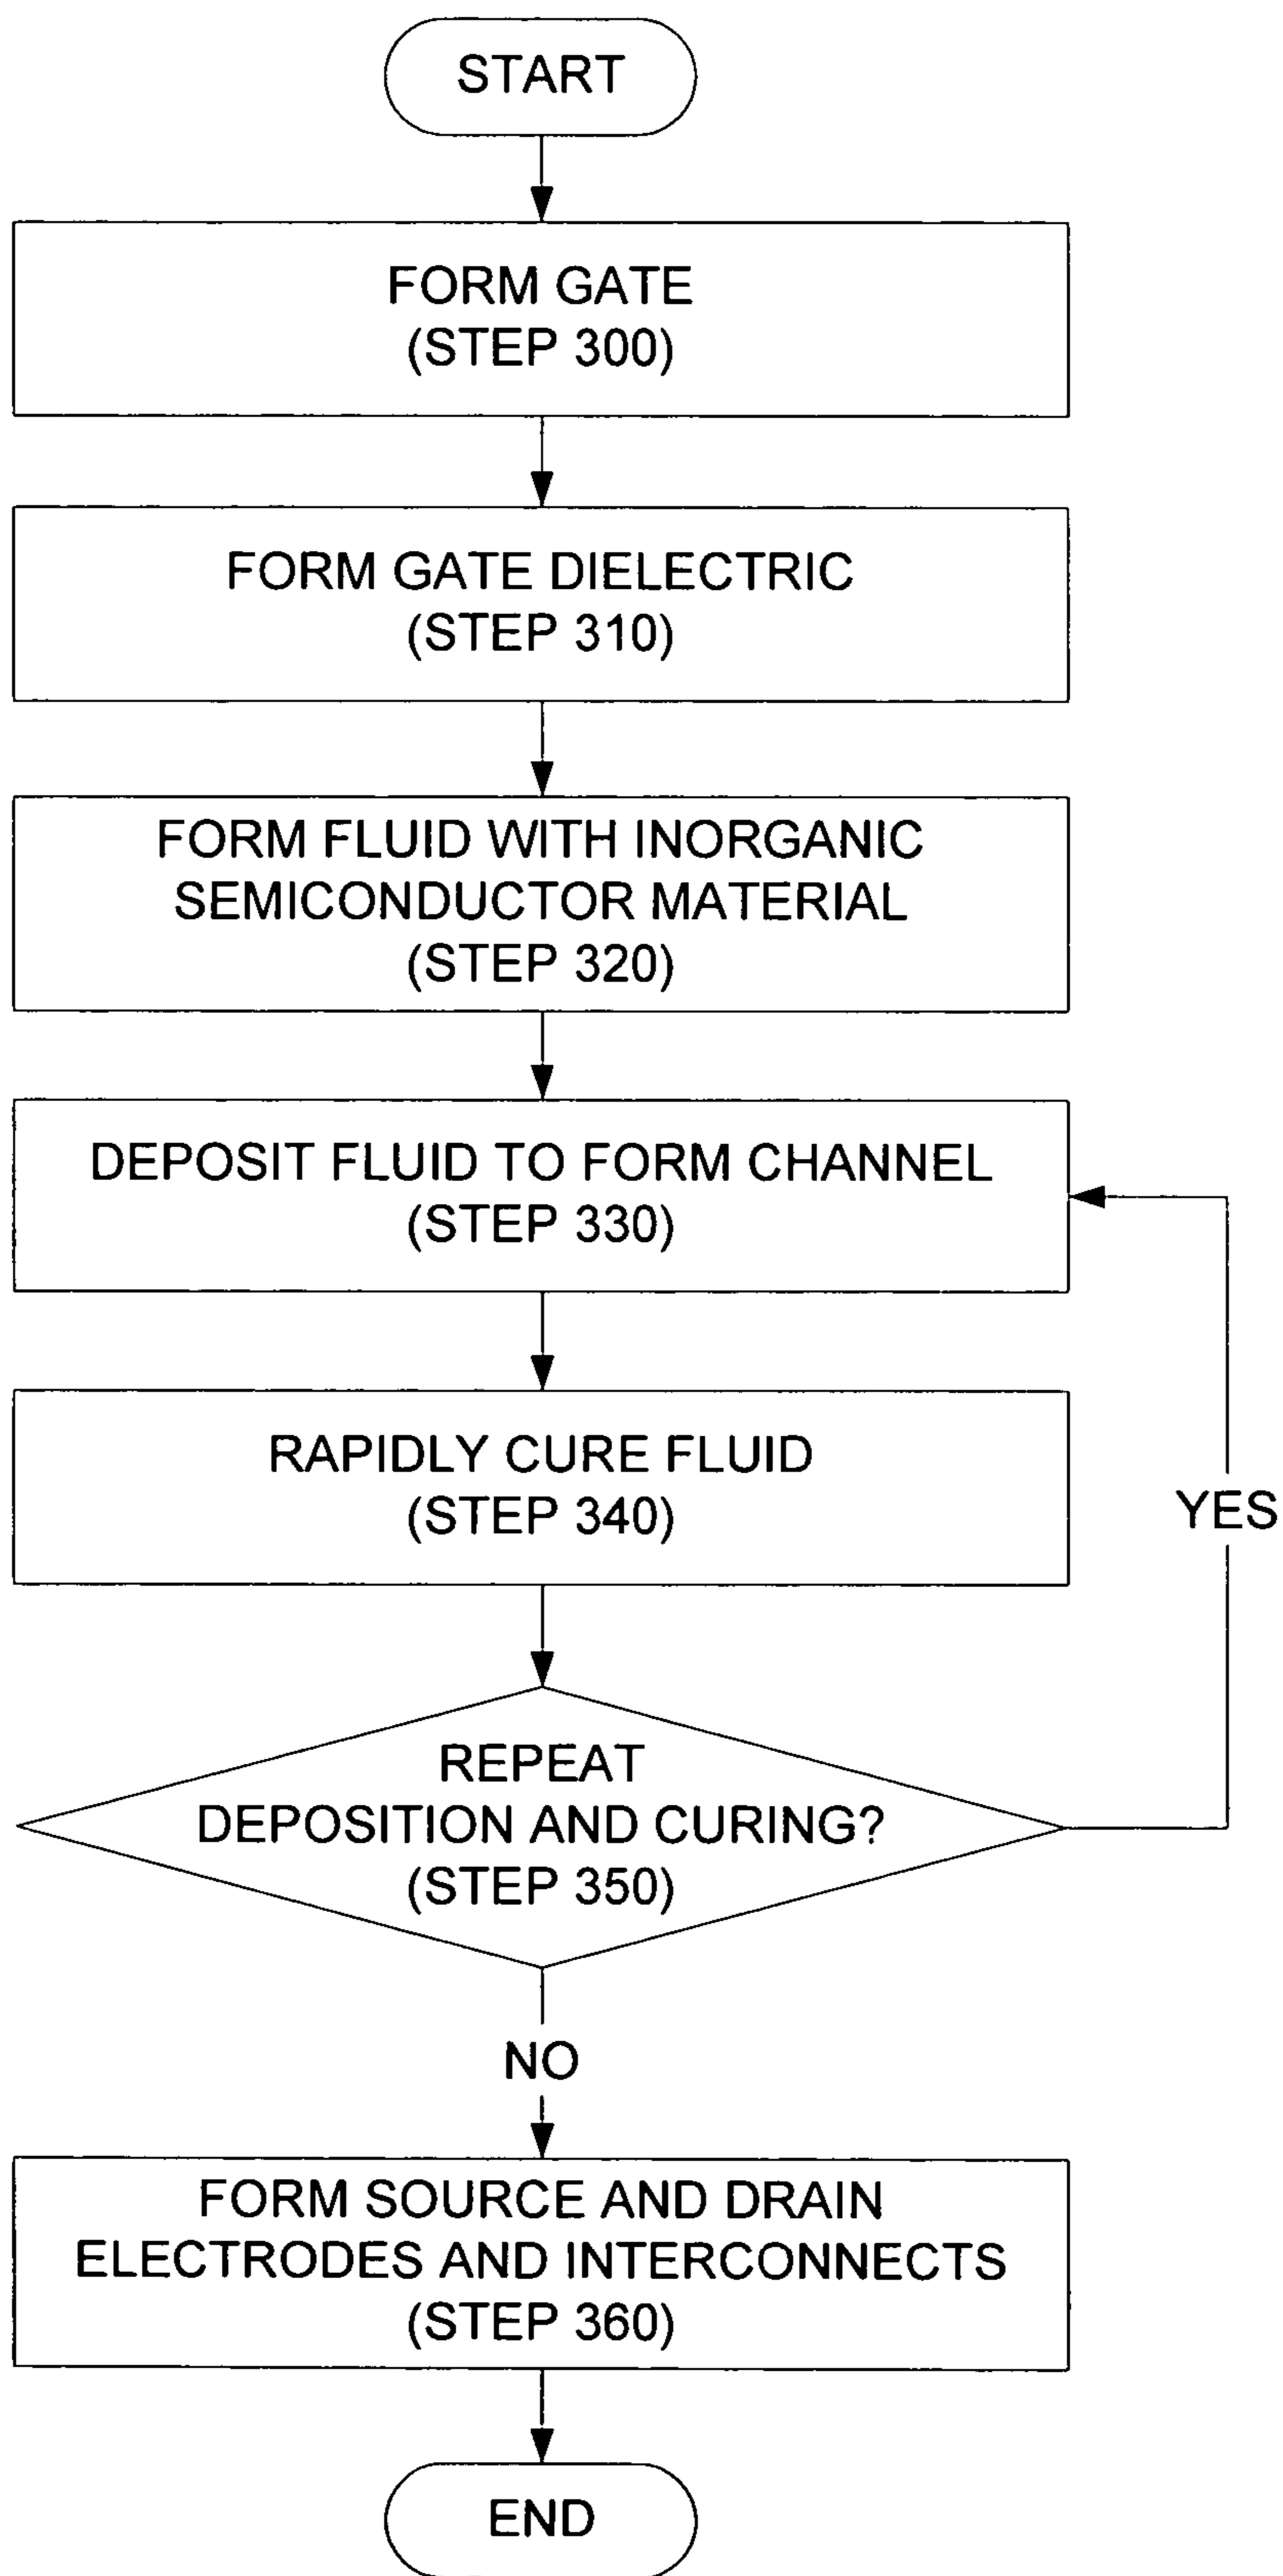 START
FORM GATE
(STEP 300)
FORM GATE DIELECTRIC
(STEP 310)
FORM FLUID WITH INORGANIC
SEMICONDUCTOR MATERIAL
(STEP 320)
DEPOSIT FLUID TO FORM CHANNEL
(STEP 330)
RAPIDLY CURE FLUID
(STEP 340)
YES
REPEAT
DEPOSITION AND CURING?
(STEP 350)
NO
FORM SOURCE AND DRAIN
ELECTRODES AND INTERCONNECTS
(STEP 360)
END